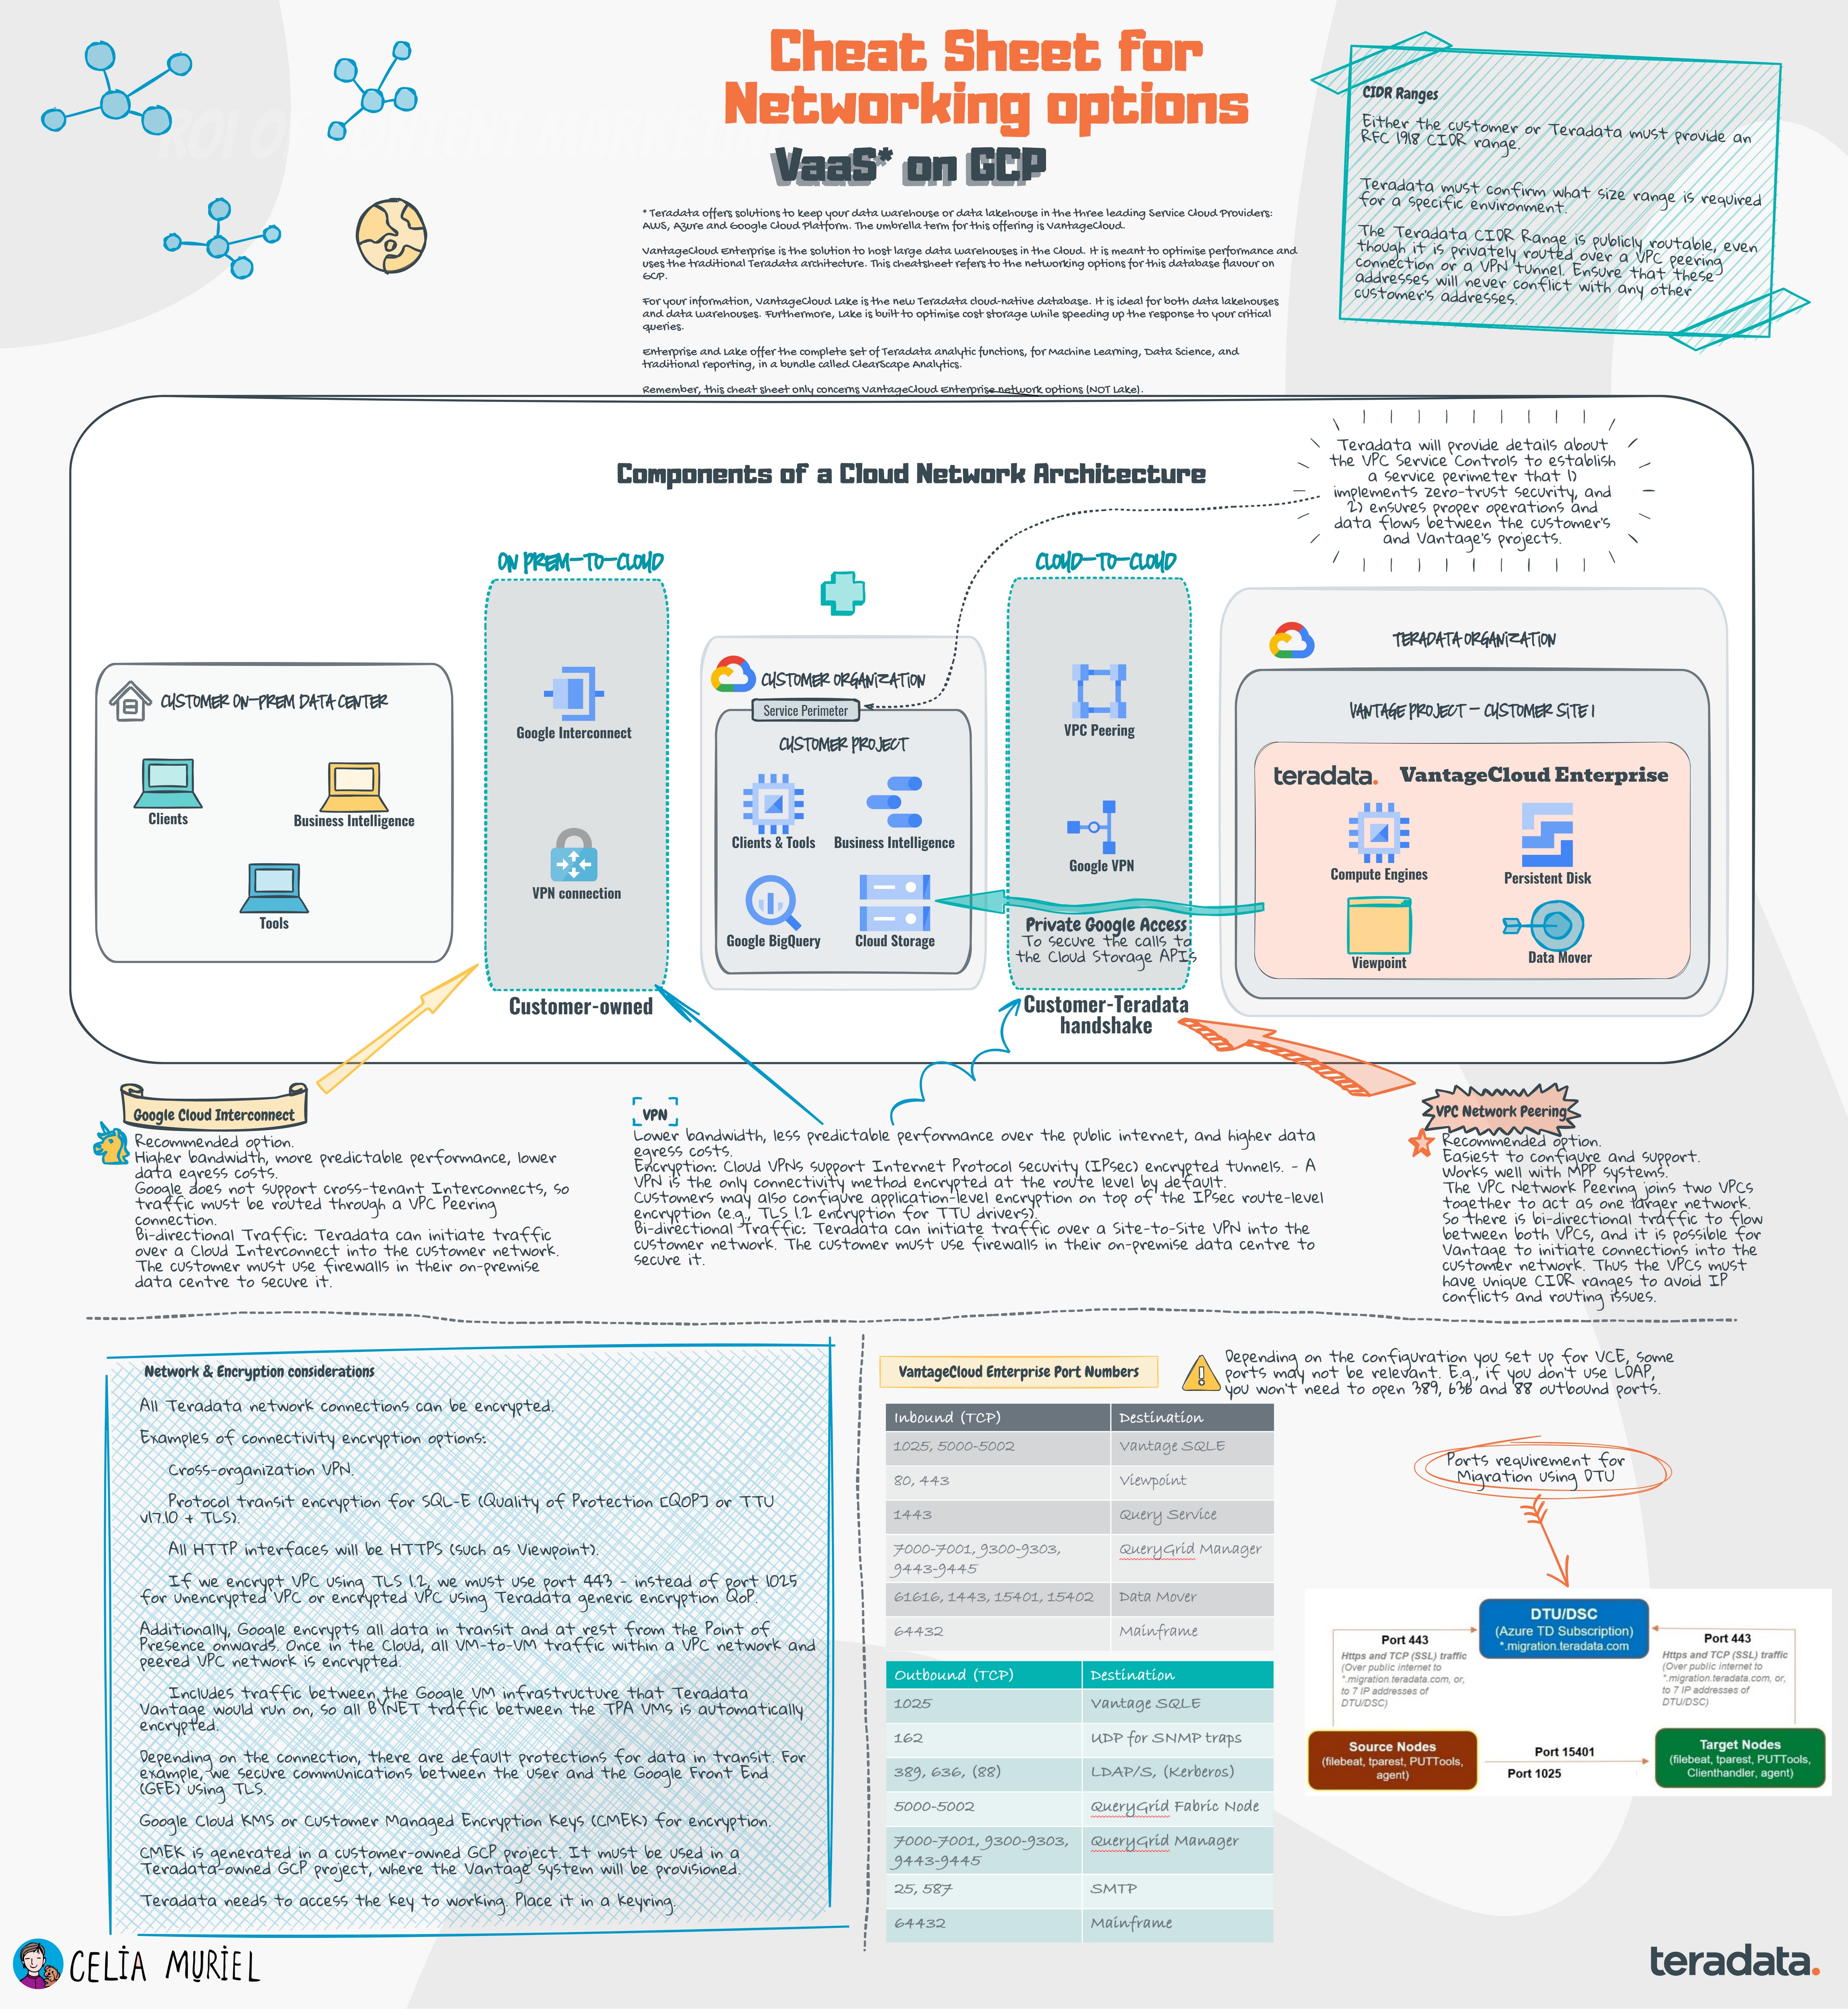 Cheat Sheet for
Networking options
VaaS* on GCP
* Teradata offers solutions to keep your data warehouse or data lakehouse in the three leading Service Cloud Providers:
AWS, Azure and Google Cloud Platform. The umbrella term for this offering is VantageCloud.
VantageCloud Enterprise is the solution to host large data warehouses in the Cloud. It is meant to optimise performance and
uses the traditional Teradata architecture. This cheatsheet refers to the networking options for this database flavour on
GCP.
For your information, VantageCloud Lake is the new Teradata cloud-native database. It is ideal for both data lakehouses
and data warehouses. Furthermore, Lake is built to optimise cost storage while speeding up the response to your critical
queries.
Enterprise and Lake offer the complete set of Teradata analytic functions, for Machine Learning, Data Science, and
traditional reporting, in a bundle called ClearScape Analytics.
Remember, this cheat sheet only concerns VantageCloud Enterprise network options (NOT Lake).
CIDR Ranges
Either the customer or Teradata must provide an
RFC 1918 CIDR range.
Teradata must confirm what size range is required
for a specific environment.
The Teradata CIDR Range is publicly routable, even
though it is privately routed over a VPC peering
connection or a VPN tunnel. Ensure that these
addresses will never conflict with any other
customer's addresses.
Components of a Cloud Network Architecture
Teradata will provide details about
the VPC Service Controls to establish
a service perimeter that 1)
implements zero-trust security, and
2) ensures proper operations and
data flows between the customer's
and Vantage's projects.
CUSTOMER ON-PREM DATA CENTER
Clients
Business Intelligence
Tools
ON PREM-TO-CLOUD
Google Interconnect
VPN connection
Customer-owned
CUSTOMER ORGANIZATION
Service Perimeter
CUSTOMER PROJECT
Clients & Tools
Business Intelligence
Google BigQuery
Cloud Storage
CLOUD-TO-CLOUD
VPC Peering
Google VPN
Private Google Access
To secure the calls to
the Cloud Storage APIs
Customer-Teradata
handshake
TERADATA ORGANIZATION
VANTAGE PROJECT - CUSTOMER SITE 1
teradata. VantageCloud Enterprise
Compute Engines
Persistent Disk
Viewpoint
Data Mover
Google Cloud Interconnect
Recommended option.
Higher bandwidth, more predictable performance, lower
data egress costs.
Google does not support cross-tenant Interconnects, so
traffic must be routed through a VPC Peering
connection.
Bi-directional Traffic: Teradata can initiate traffic
over a Cloud Interconnect into the customer network.
The customer must use firewalls in their on-premise
data centre to secure it.
VPN
Lower bandwidth, less predictable performance over the public internet, and higher data
egress costs.
Encryption: Cloud VPNs support Internet Protocol security (IPsec) encrypted tunnels. - A
VPN is the only connectivity method encrypted at the route level by default.
Customers may also configure application-level encryption on top of the IPsec route-level
encryption (e.g., TLS 1.2 encryption for TTU drivers).
Bi-directional Traffic: Teradata can initiate traffic over a Site-to-Site VPN into the
customer network. The customer must use firewalls in their on-premise data centre to
secure it.
VPC Network Peering
Recommended option.
Easiest to configure and support.
Works well with MPP systems.
The VPC Network Peering joins two VPCs
together to act as one larger network.
So there is bi-directional traffic to flow
between both VPCs, and it is possible for
Vantage to initiate connections into the
customer network. Thus the VPCs must
have unique CIDR ranges to avoid IP
conflicts and routing issues.
Network & Encryption considerations
All Teradata network connections can be encrypted.
Examples of connectivity encryption options:
Cross-organization VPN.
Protocol transit encryption for SQL-E (Quality of Protection [QOP] or TTU
v17.10 + TLS).
All HTTP interfaces will be HTTPs (such as Viewpoint).
If we encrypt VPC using TLS 1.2, we must use port 443 - instead of port 1025
for unencrypted VPC or encrypted VPC using Teradata generic encryption QoP.
Additionally, Google encrypts all data in transit and at rest from the Point of
Presence onwards. Once in the Cloud, all VM-to-VM traffic within a VPC network and
peered VPC network is encrypted.
Includes traffic between the Google VM infrastructure that Teradata
Vantage would run on, so all BYNET traffic between the TPA VMs is automatically
encrypted.
Depending on the connection, there are default protections for data in transit. For
example, we secure communications between the user and the Google Front End
(GFE) using TLS.
Google Cloud KMS or Customer Managed Encryption Keys (CMEK) for encryption.
CMEK is generated in a customer-owned GCP project. It must be used in a
Teradata-owned GCP project, where the Vantage system will be provisioned.
Teradata needs to access the key to working. Place it in a keyring.
VantageCloud Enterprise Port Numbers
Depending on the configuration you set up for VCE, some
ports may not be relevant. E.g., if you don't use LDAP,
you won't need to open 389, 636 and 88 outbound ports.
Inbound (TCP) Destination
1025, 5000-5002 Vantage SQLE
80, 443 Viewpoint
1443 Query Service
7000-7001, 9300-9303, QueryGrid Manager
9443-9445
61616, 1443, 15401, 15402 Data Mover
64432 Mainframe
Outbound (TCP) Destination
1025 Vantage SQLE
162 UDP for SNMP traps
389, 636, (88) LDAP/S, (Kerberos)
5000-5002 QueryGrid Fabric Node
7000-7001, 9300-9303, QueryGrid Manager
9443-9445
25, 587 SMTP
64432 Mainframe
Ports requirement for
Migration using DTU
DTU/DSC
(Azure TD Subscription)
*.migration.teradata.com
Port 443
Https and TCP (SSL) traffic
(Over public internet to
*.migration.teradata.com, or,
to 7 IP addresses of
DTU/DSC)
Port 443
Https and TCP (SSL) traffic
(Over public internet to
*.migration.teradata.com, or,
to 7 IP addresses of
DTU/DSC)
Source Nodes
(filebeat, tparest, PUTTools,
agent)
Port 15401
Port 1025
Target Nodes
(filebeat, tparest, PUTTools,
Clienthandler, agent)
CELIA MURIEL
teradata.